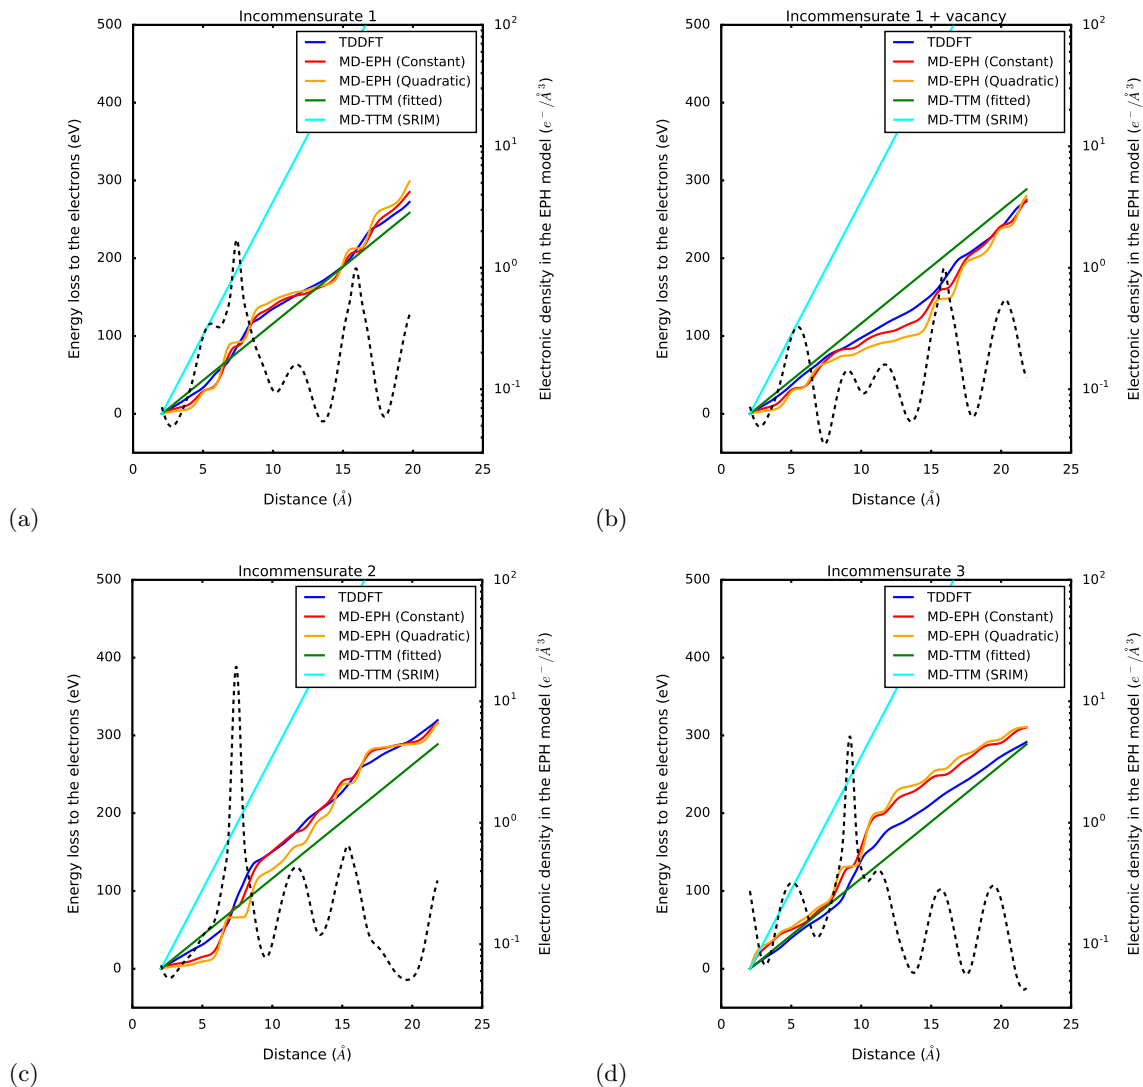 Incommensurate 1
500
400
300
200
100
0
Energy loss to the electrons (eV)
TDDFT
MD-EPH (Constant)
MD-EPH (Quadratic)
MD-TTM (fitted)
MD-TTM (SRIM)
10^2
10^1
10^0
10^-1
Electronic density in the EPH model (e^-/Å^3)
0 5 10 15 20 25
Distance (Å)
(a)
Incommensurate 1 + vacancy
500
400
300
200
100
0
Energy loss to the electrons (eV)
TDDFT
MD-EPH (Constant)
MD-EPH (Quadratic)
MD-TTM (fitted)
MD-TTM (SRIM)
10^2
10^1
10^0
10^-1
Electronic density in the EPH model (e^-/Å^3)
0 5 10 15 20 25
Distance (Å)
(b)
Incommensurate 2
500
400
300
200
100
0
Energy loss to the electrons (eV)
TDDFT
MD-EPH (Constant)
MD-EPH (Quadratic)
MD-TTM (fitted)
MD-TTM (SRIM)
10^2
10^1
10^0
10^-1
Electronic density in the EPH model (e^-/Å^3)
0 5 10 15 20 25
Distance (Å)
(c)
Incommensurate 3
500
400
300
200
100
0
Energy loss to the electrons (eV)
TDDFT
MD-EPH (Constant)
MD-EPH (Quadratic)
MD-TTM (fitted)
MD-TTM (SRIM)
10^2
10^1
10^0
10^-1
Electronic density in the EPH model (e^-/Å^3)
0 5 10 15 20 25
Distance (Å)
(d)